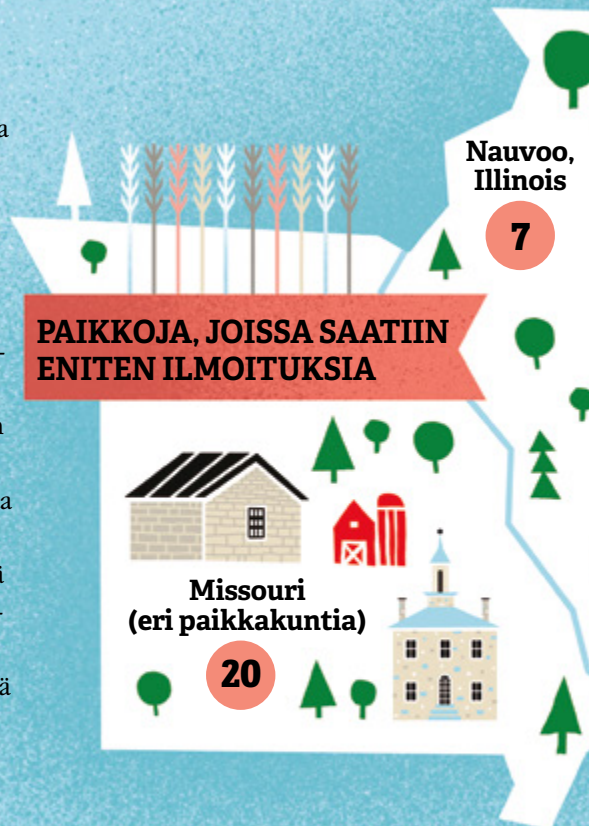 Nauvoo,
Illinois
7
PAIKKOJA, JOISSA SAATIIN
ENITEN ILMOITUKSIA
Missouri
(eri paikkakuntia)
20